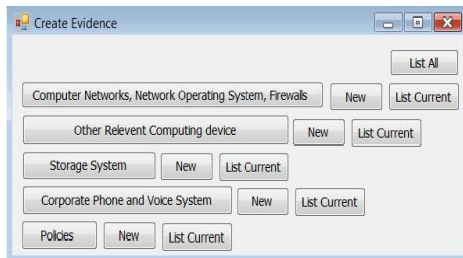 Create Evidence
List All
Computer Networks, Network Operating System, Firewalls New List Current
Other Relevent Computing device New List Current
Storage System New List Current
Corporate Phone and Voice System New List Current
Policies New List Current